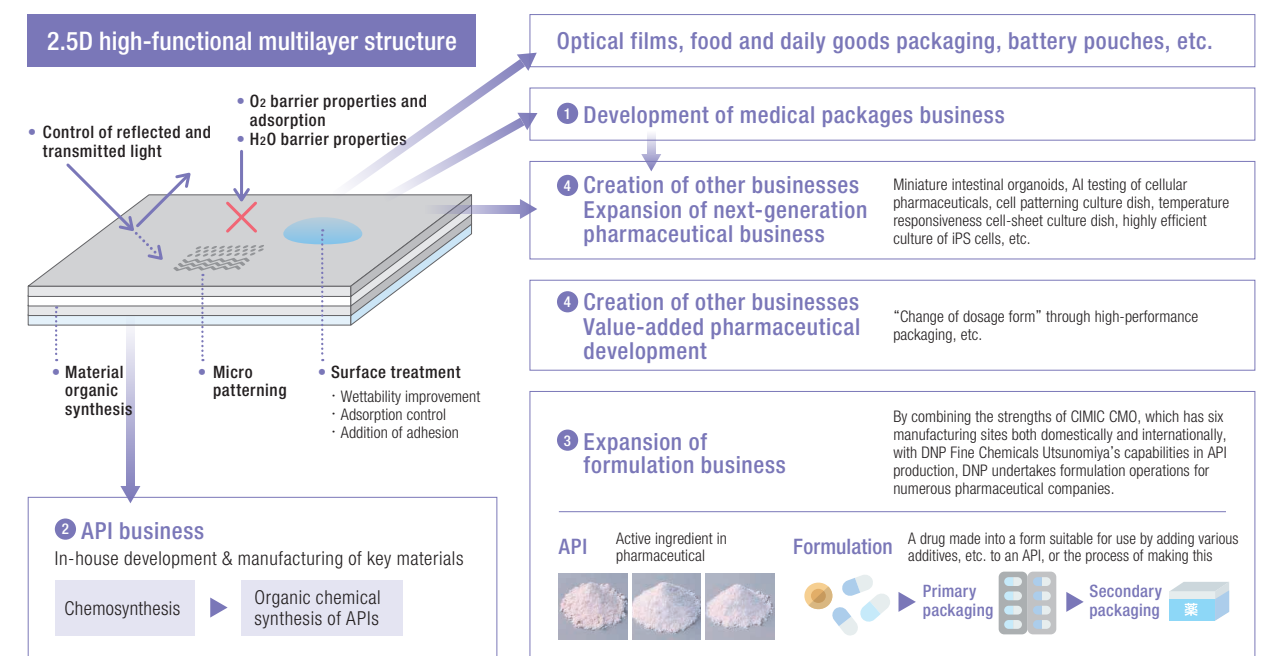 2.5D high-functional multilayer structure
• Control of reflected and
transmitted light
• O2 barrier properties and
adsorption
• H2O barrier properties
• Material
organic
synthesis
• Micro
patterning
• Surface treatment
・Wettability improvement
・Adsorption control
・Addition of adhesion
2 API business
In-house development & manufacturing of key materials
Chemosynthesis
Organic chemical
synthesis of APIs
Optical films, food and daily goods packaging, battery pouches, etc.
1 Development of medical packages business
4 Creation of other businesses
Expansion of next-generation
pharmaceutical business
Miniature intestinal organoids, AI testing of cellular
pharmaceuticals, cell patterning culture dish, temperature
responsiveness cell-sheet culture dish, highly efficient
culture of iPS cells, etc.
4 Creation of other businesses
Value-added pharmaceutical
development
“Change of dosage form” through high-performance
packaging, etc.
3 Expansion of
formulation business
By combining the strengths of CIMIC CMO, which has six
manufacturing sites both domestically and internationally,
with DNP Fine Chemicals Utsunomiya’s capabilities in API
production, DNP undertakes formulation operations for
numerous pharmaceutical companies.
API
Active ingredient in
pharmaceutical
Formulation
A drug made into a form suitable for use by adding various
additives, etc. to an API, or the process of making this
Primary
packaging
Secondary
packaging
薬